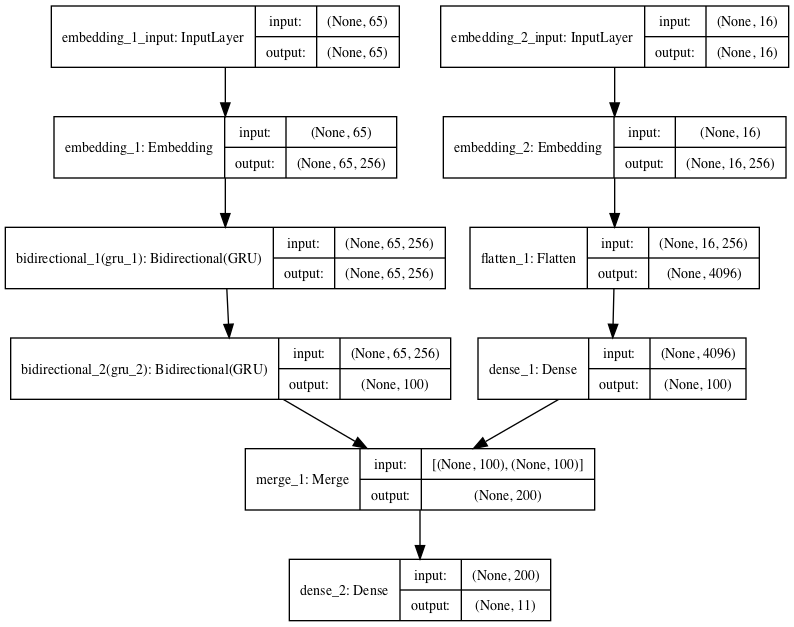 embedding_1_input: InputLayer
input: (None, 65)
output: (None, 65)
embedding_2_input: InputLayer
input: (None, 16)
output: (None, 16)
embedding_1: Embedding
input: (None, 65)
output: (None, 65, 256)
embedding_2: Embedding
input: (None, 16)
output: (None, 16, 256)
bidirectional_1(gru_1): Bidirectional(GRU)
input: (None, 65, 256)
output: (None, 65, 256)
flatten_1: Flatten
input: (None, 16, 256)
output: (None, 4096)
bidirectional_2(gru_2): Bidirectional(GRU)
input: (None, 65, 256)
output: (None, 100)
dense_1: Dense
input: (None, 4096)
output: (None, 100)
merge_1: Merge
input: [(None, 100), (None, 100)]
output: (None, 200)
dense_2: Dense
input: (None, 200)
output: (None, 11)